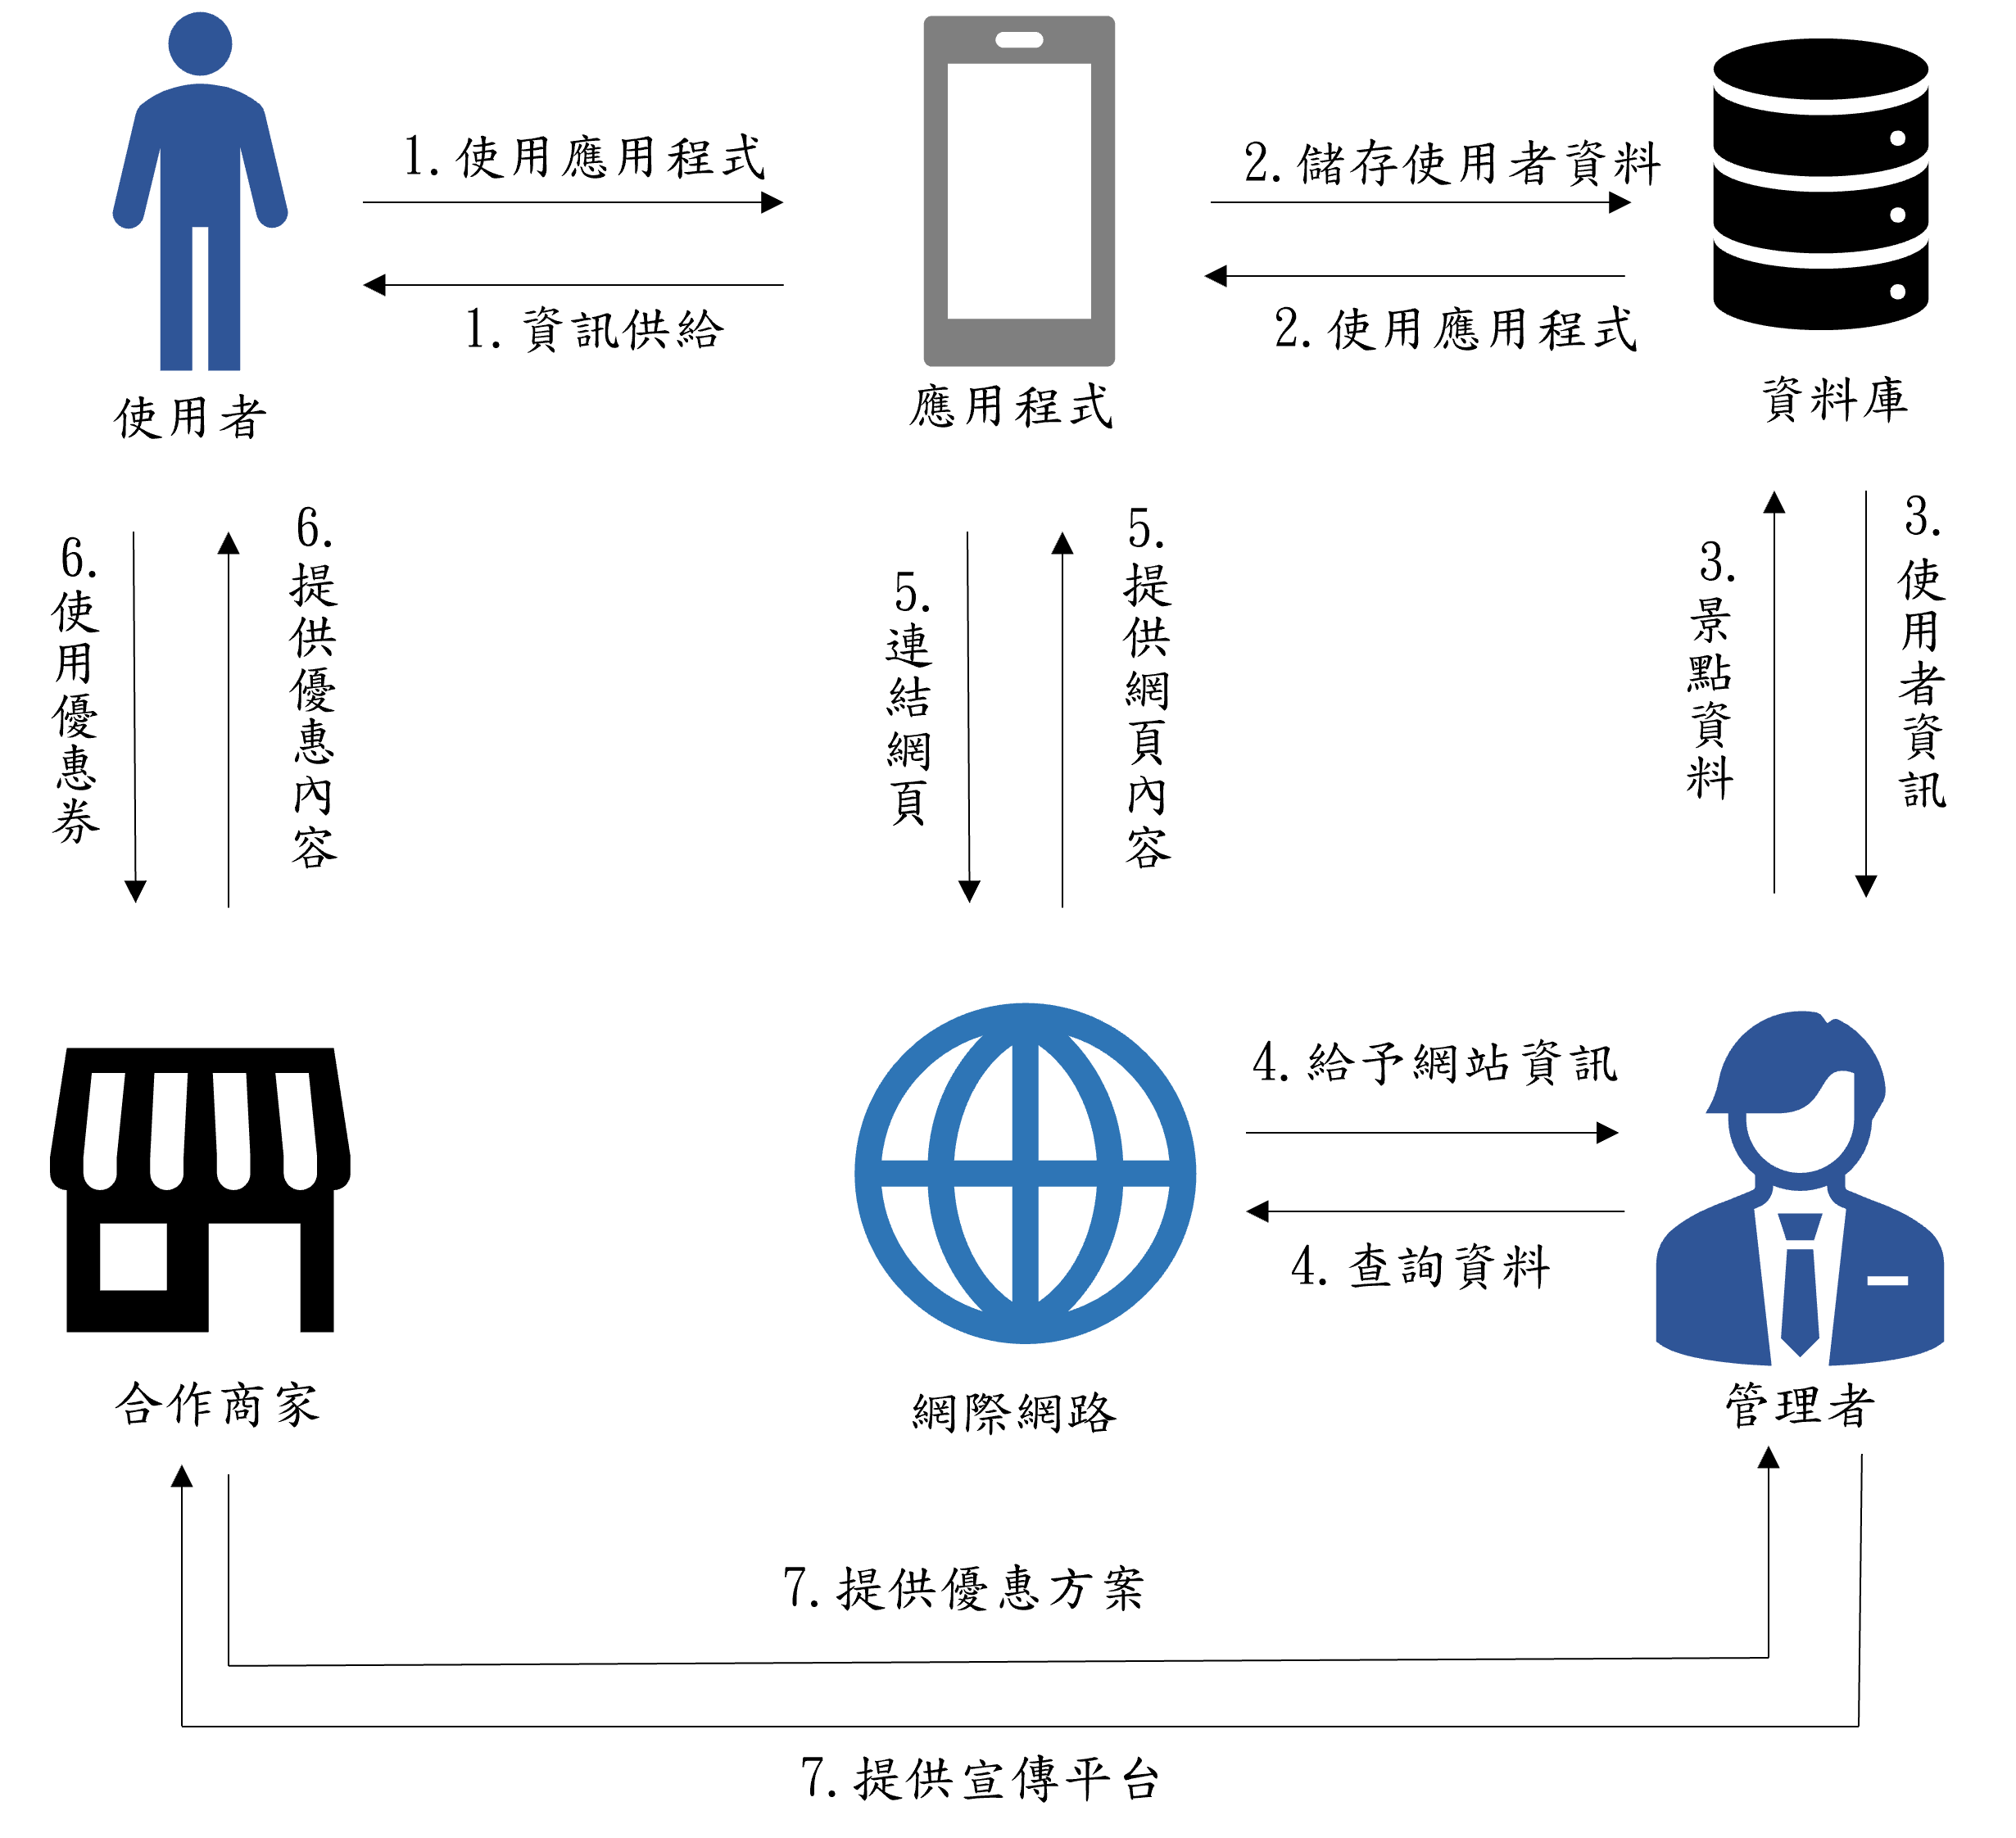 1. 使用應用程式
2.儲存使用者資料
1. 資訊供給
2. 使用應用程式
使用者
應用程式
資料庫
6.使用優惠券
6.提供優惠內容
5.連結網頁
5.提供網頁內容
3.景點資料
3.使用者資訊
4.給予網站資訊
4. 查詢資料
合作商家
網際網路
管理者
7.提供優惠方案
7.提供宣傳平台